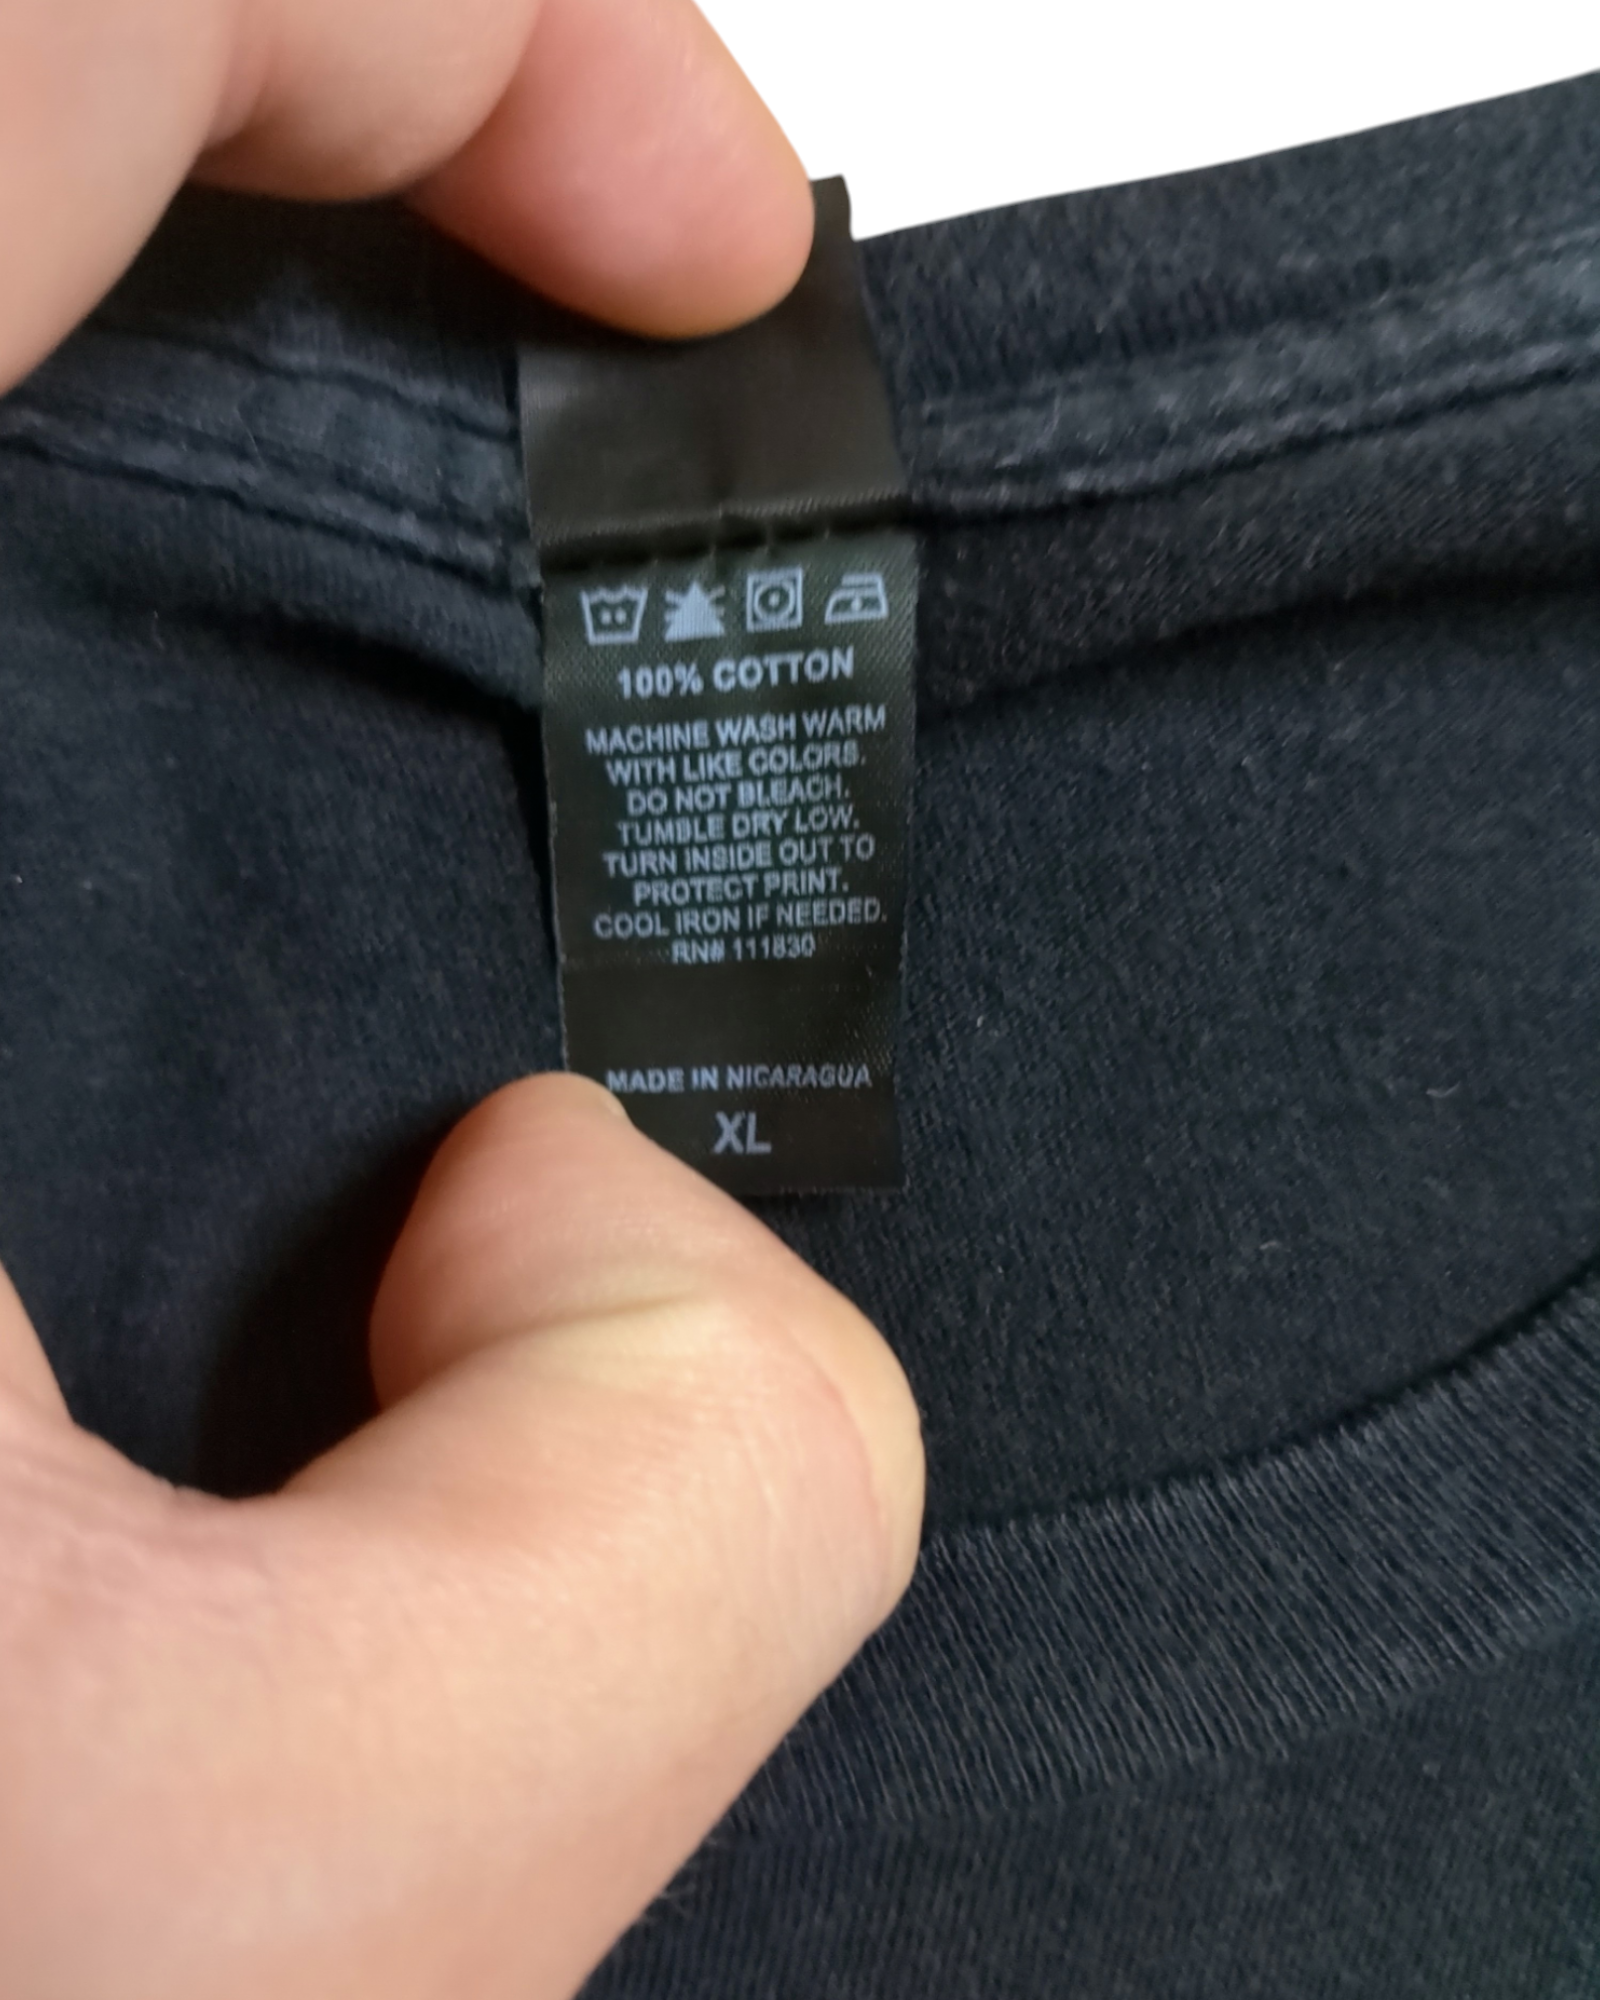 100% COTTON
MACHINE WASH WARM
WITH LIKE COLORS.
DO NOT BLEACH.
TUMBLE DRY LOW.
TURN INSIDE OUT TO
PROTECT PRINT.
COOL IRON IF NEEDED.
RN# 111830
MADE IN NICARAGUA
XL